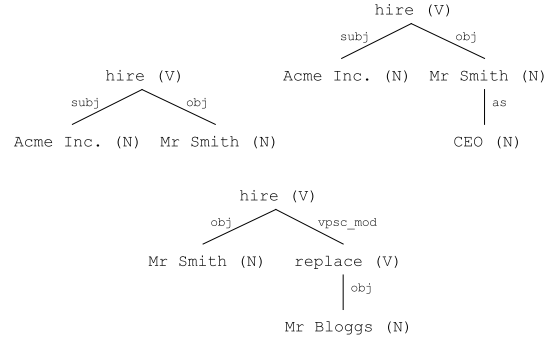 hire (V)
subj obj
Acme Inc. (N) Mr Smith (N)
hire (V)
subj obj
Acme Inc. (N) Mr Smith (N)
as
CEO (N)
hire (V)
obj vpsc_mod
Mr Smith (N) replace (V)
obj
Mr Bloggs (N)